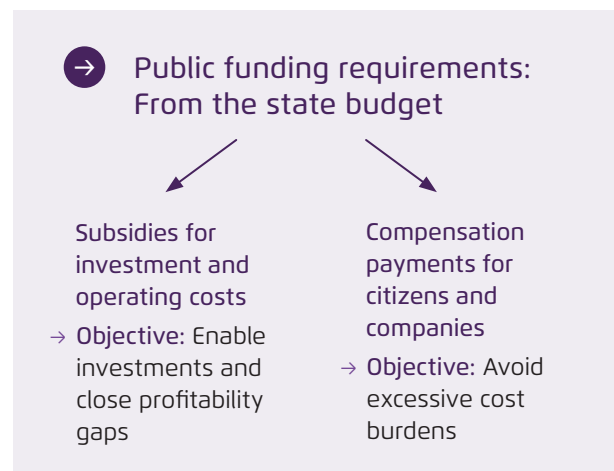 Public funding requirements:
From the state budget
Subsidies for
investment and
operating costs
→ Objective: Enable
investments and
close profitability
gaps
Compensation
payments for
citizens and
companies
→ Objective: Avoid
excessive cost
burdens